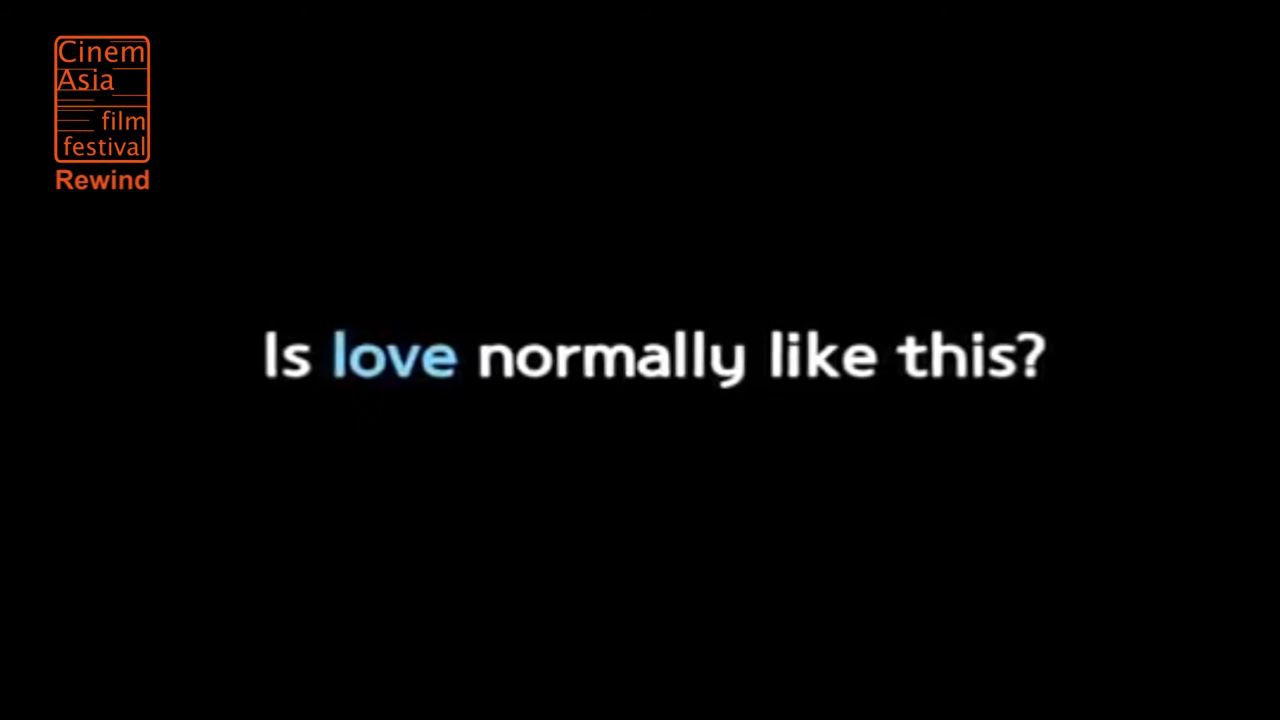 Cinem
Asia
film
festival
Rewind
Is love normally like this?